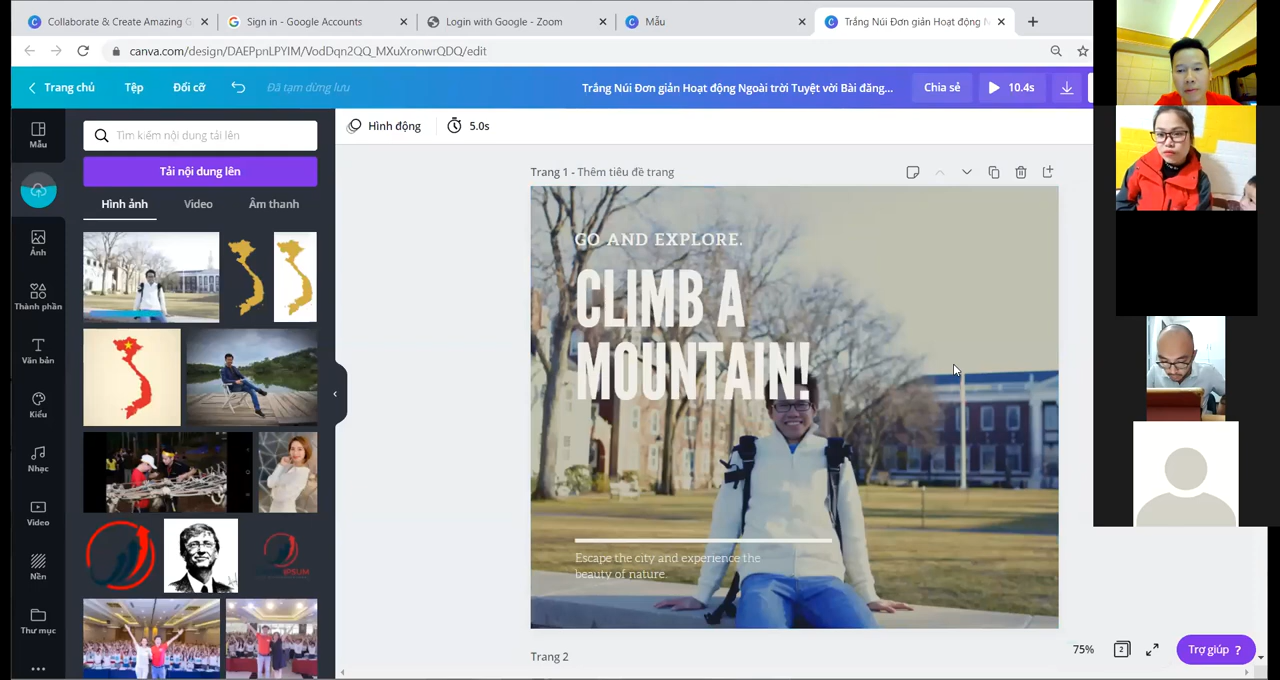 Collaborate & Create Amazing G
Sign in - Google Accounts
Login with Google - Zoom
Mẫu
Trắng Núi Đơn giản Hoạt động N
canva.com/design/DAEPpnLPYIM/VodDqn2QQ_MXuXronwrQDQ/edit
Trang chủ
Tệp
Đổi cỡ
Đã tạm dừng lưu
Trắng Núi Đơn giản Hoạt động Ngoài trời Tuyệt vời Bài đăng...
Chia sẻ
10.4s
Mẫu
Tìm kiếm nội dung tải lên
Hình động
5.0s
Tải nội dung lên
Trang 1 - Thêm tiêu đề trang
Hình ảnh
Video
Âm thanh
Ảnh
Thành phần
Văn bản
Kiểu
Nhạc
Video
Nền
Thư mục
IPSUM
GO AND EXPLORE.
CLIMB A
MOUNTAIN!
Escape the city and experience the
beauty of nature.
Trang 2
75%
2
Trợ giúp ?